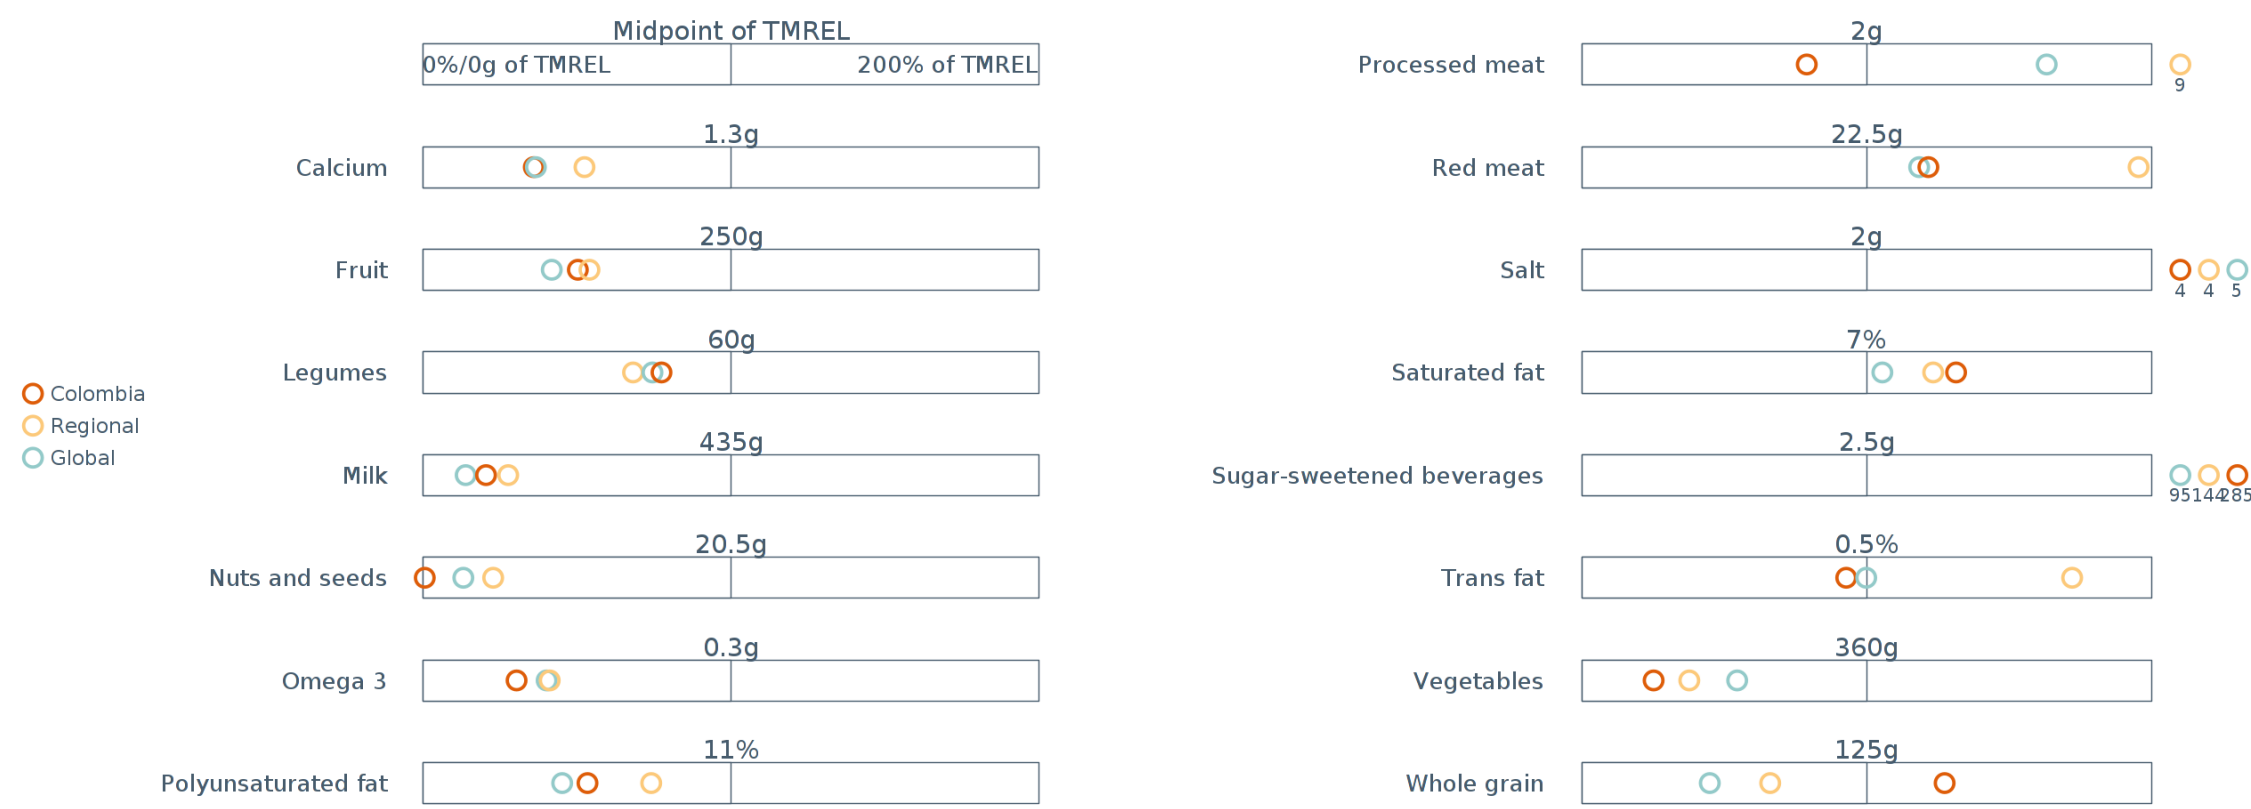 Midpoint of TMREL
0%/0g of TMREL
200% of TMREL
1.3g
Calcium
250g
Fruit
60g
Legumes
435g
Milk
20.5g
Nuts and seeds
0.3g
Omega 3
11%
Polyunsaturated fat
Colombia
Regional
Global
2g
Processed meat
9
22.5g
Red meat
2g
Salt
4 4 5
7%
Saturated fat
2.5g
Sugar-sweetened beverages
95 144 285
0.5%
Trans fat
360g
Vegetables
125g
Whole grain